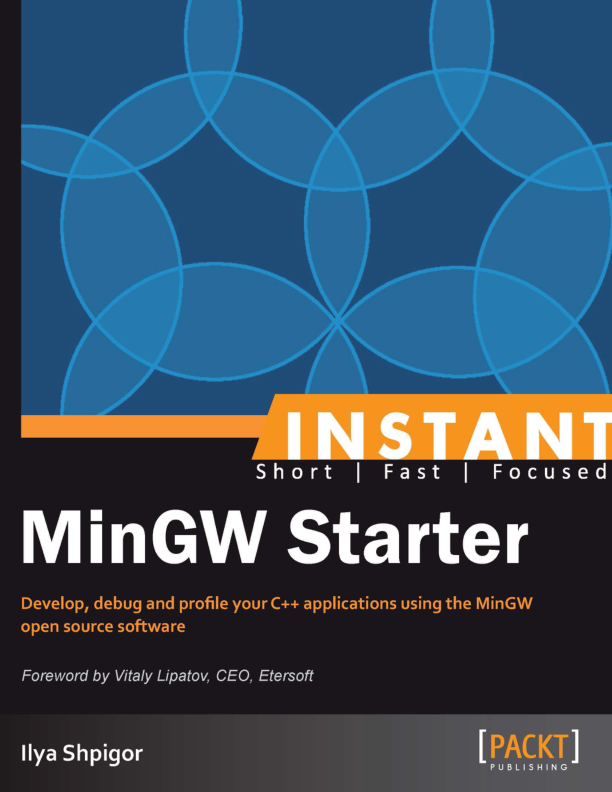 INSTANT
Short | Fast | Focused
MinGW Starter
Develop, debug and profile your C++ applications using the MinGW
open source software
Foreword by Vitaly Lipatov, CEO, Etersoft
Ilya Shpigor
[PACKT]
PUBLISHING